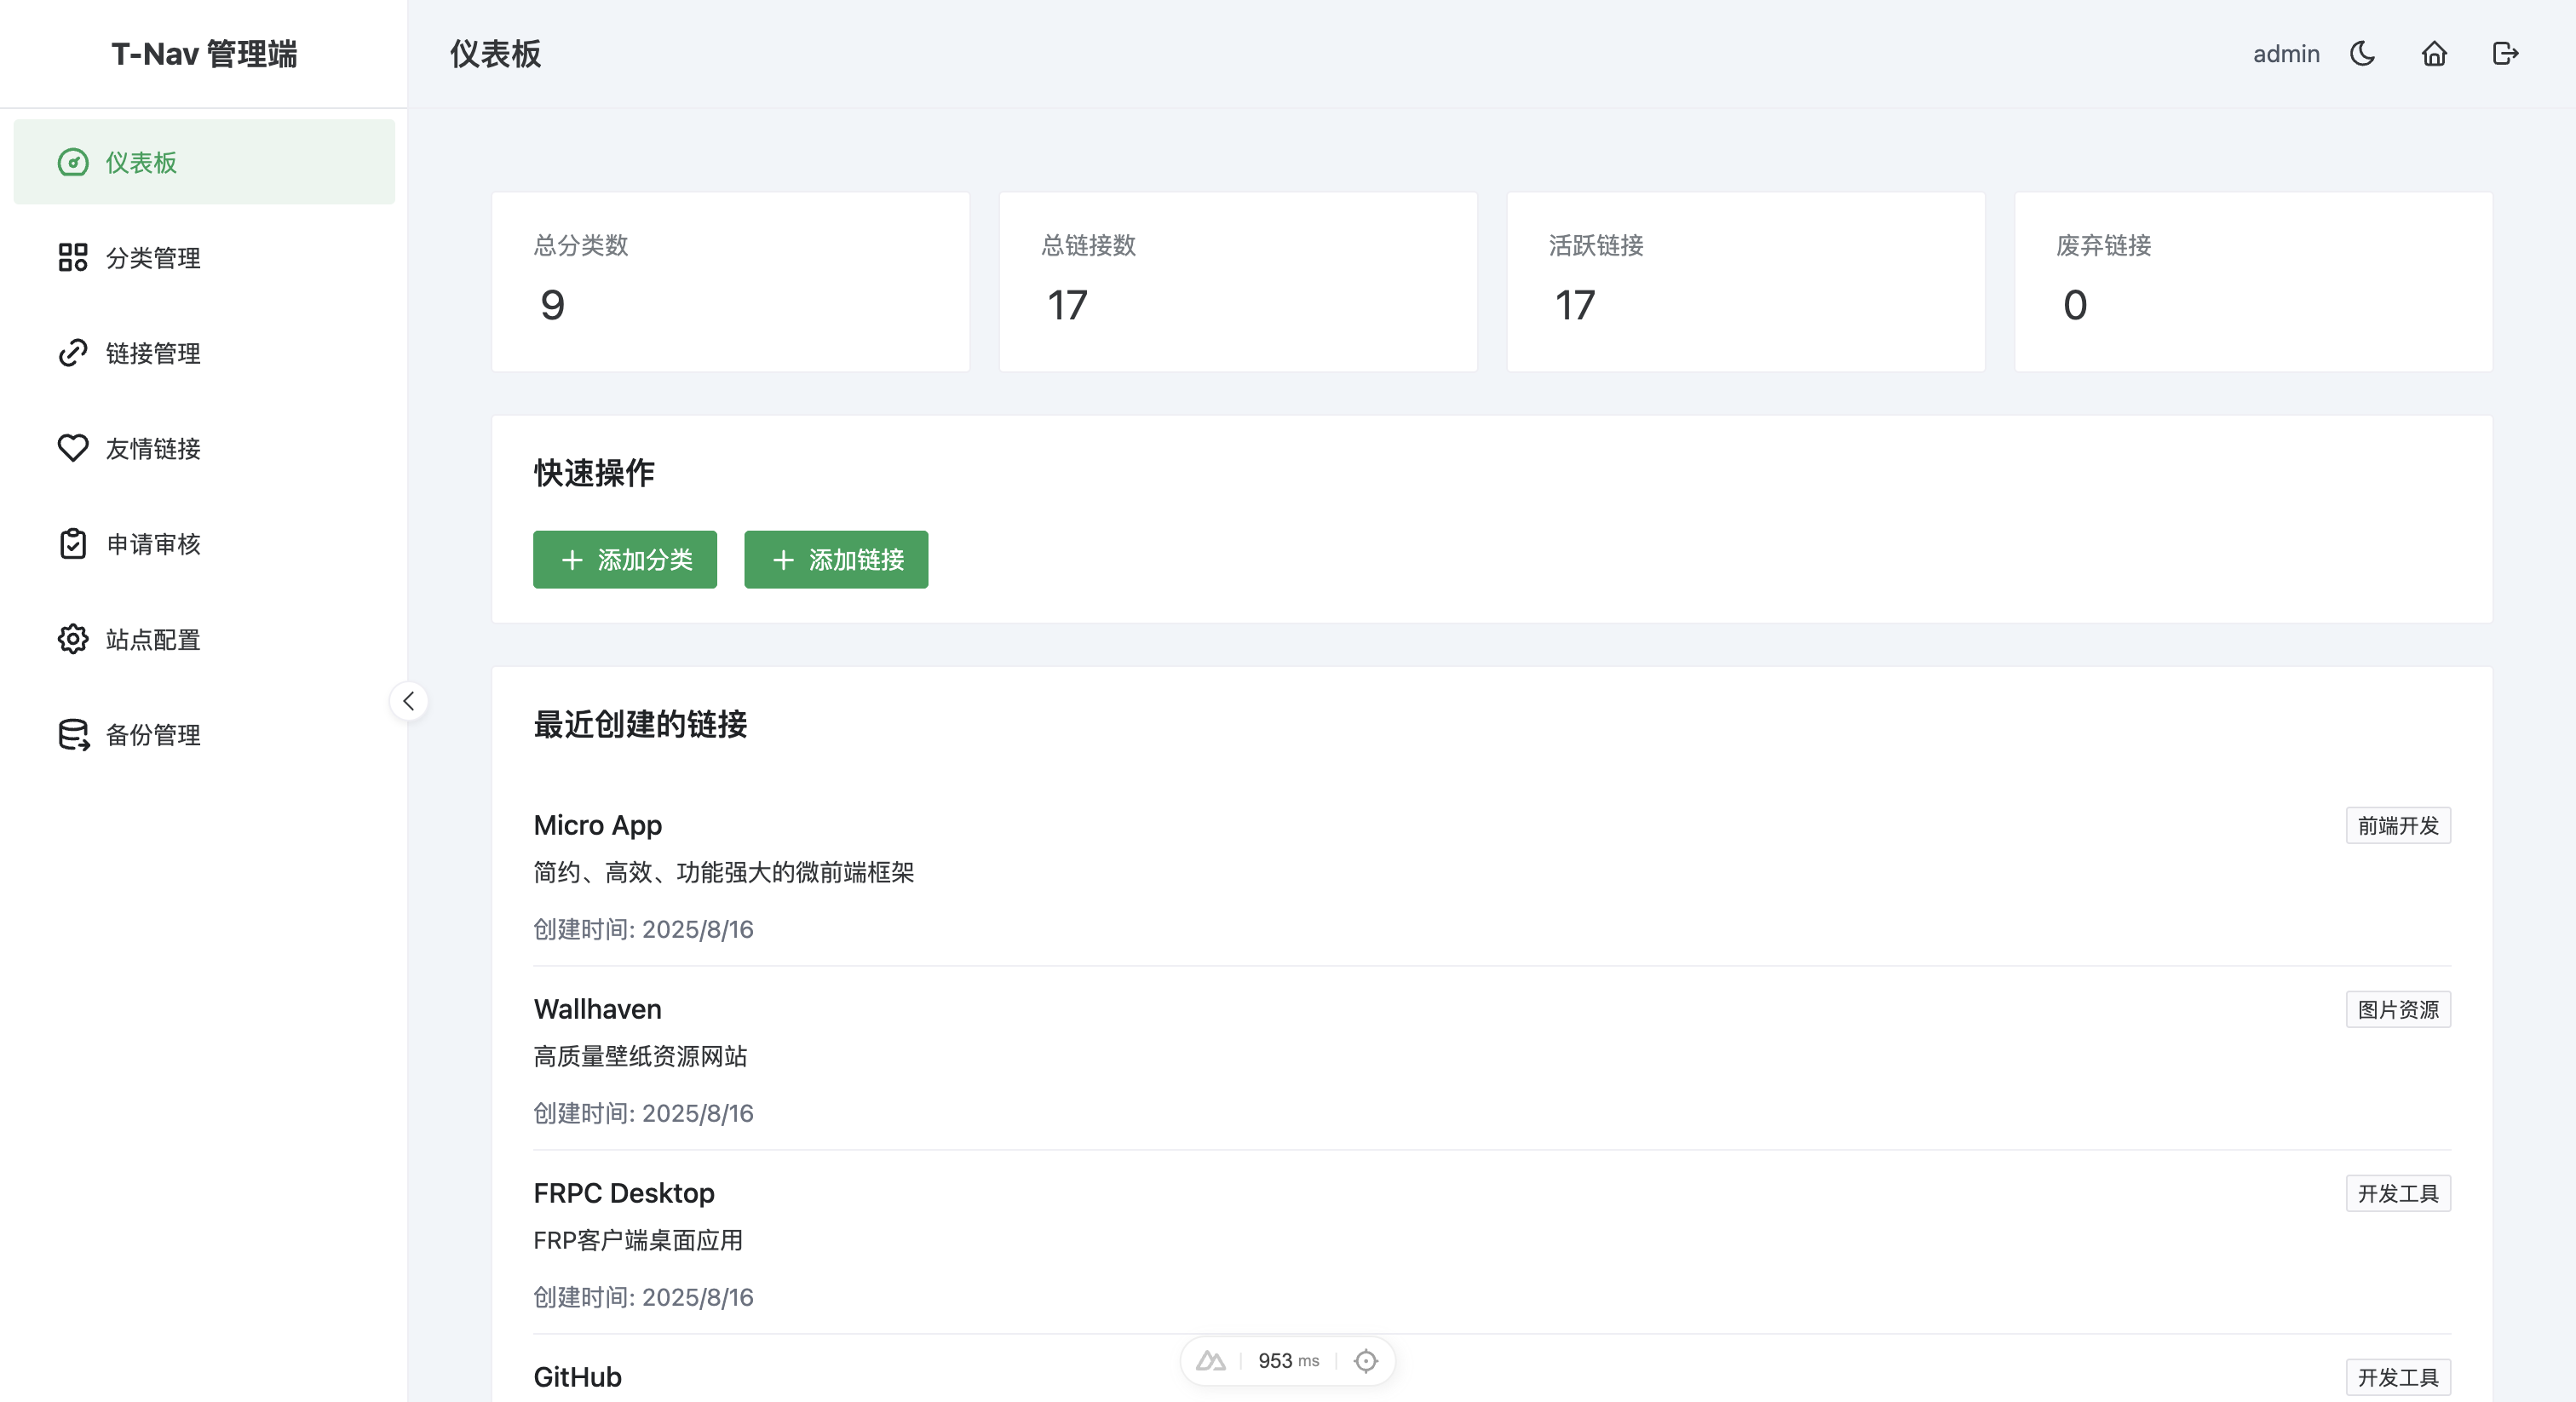 T-Nav 管理端
仪表板
分类管理
链接管理
友情链接
申请审核
站点配置
备份管理
仪表板
admin
总分类数
9
总链接数
17
活跃链接
17
废弃链接
0
快速操作
添加分类
添加链接
最近创建的链接
Micro App
前端开发
简约、高效、功能强大的微前端框架
创建时间: 2025/8/16
Wallhaven
图片资源
高质量壁纸资源网站
创建时间: 2025/8/16
FRPC Desktop
开发工具
FRP客户端桌面应用
创建时间: 2025/8/16
GitHub
开发工具
953 ms